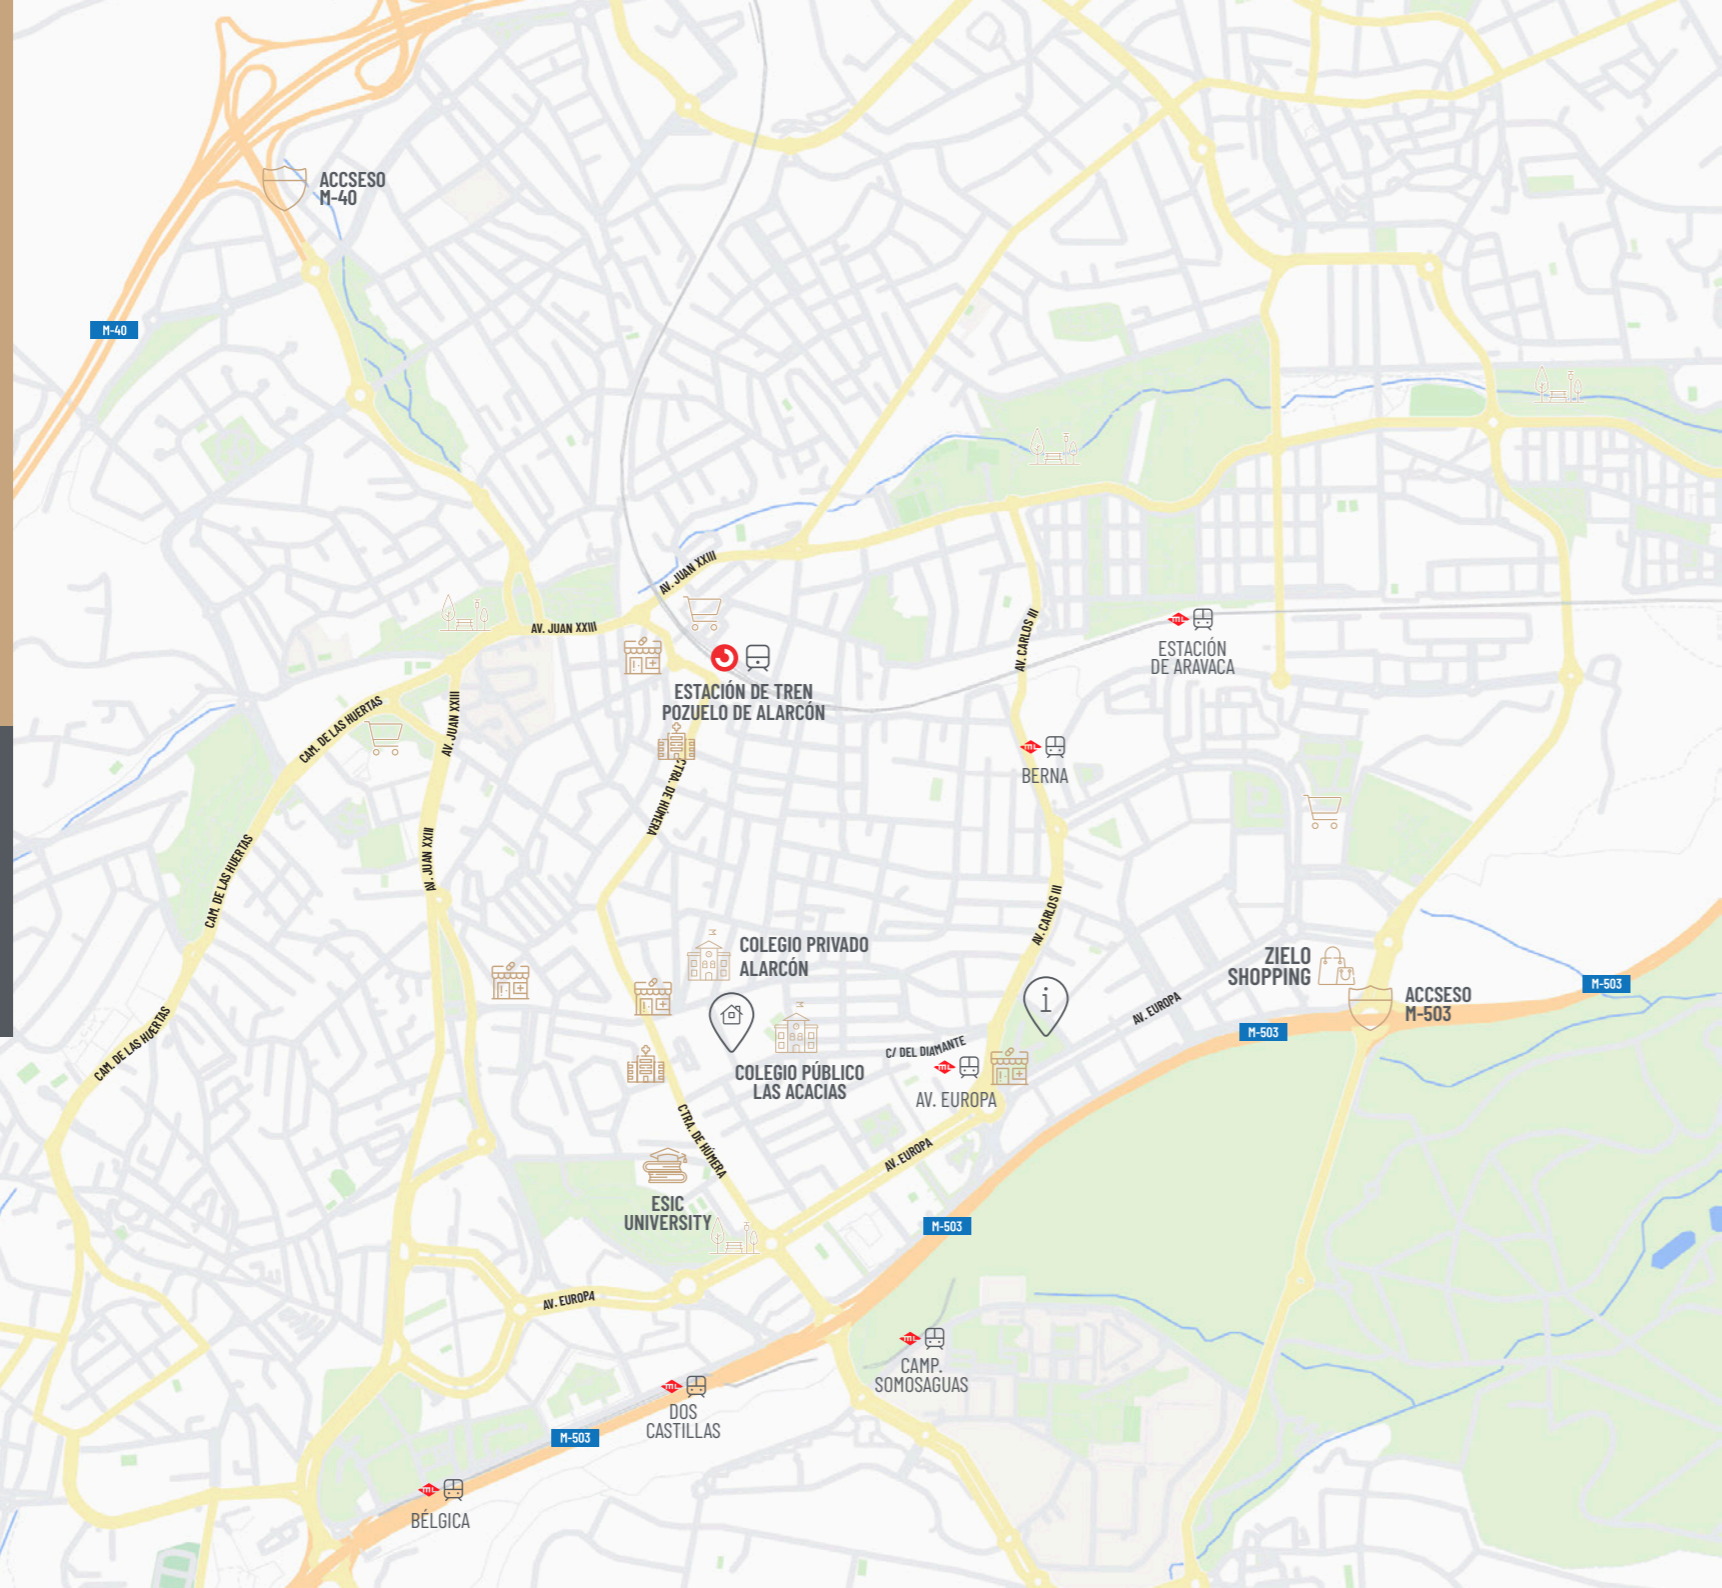 ACCSESO
M-40
M-40
AV. JUAN XXIII
AV. JUAN XXIII
ESTACIÓN DE TREN
POZUELO DE ALARCÓN
AV. CARLOS III
ESTACIÓN
DE ARAVACA
CAM. DE LAS HUERTAS
AV. JUAN XXIII
BERNA
CTRA. DE HÚMERA
AV. JUAN XXIII
CAM. DE LAS HUERTAS
AV. CARLOS III
COLEGIO PRIVADO
ALARCÓN
ZIELO
SHOPPING
ACCSESO
M-503
M-503
M-503
AV. EUROPA
i
CAM. DE LAS HUERTAS
C/ DEL DIAMANTE
COLEGIO PÚBLICO
LAS ACACIAS
AV. EUROPA
CTRA. DE HÚMERA
AV. EUROPA
ESIC
UNIVERSITY
M-503
AV. EUROPA
CAMP.
SOMOSAGUAS
DOS
CASTILLAS
M-503
BÉLGICA